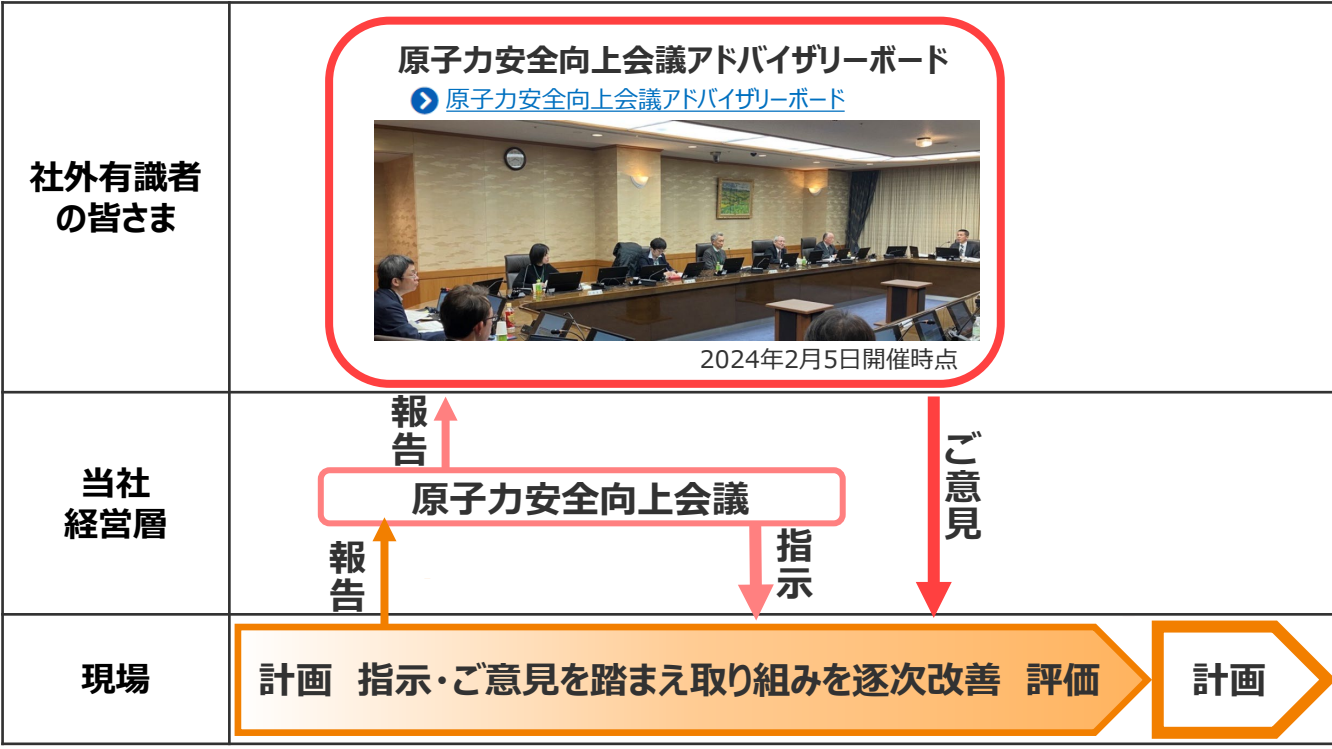 社外有識者
の皆さま
原子力安全向上会議アドバイザリーボード
原子力安全向上会議アドバイザリーボード
2024年2月5日開催時点
当社
経営層
報告
原子力安全向上会議
ご意見
報告
指示
現場
計画 指示・ご意見を踏まえ取り組みを逐次改善 評価
計画